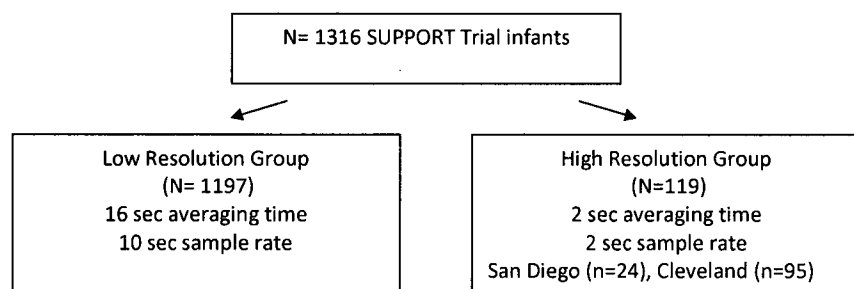 N= 1316 SUPPORT Trial infants
Low Resolution Group
(N= 1197)
16 sec averaging time
10 sec sample rate
High Resolution Group
(N=119)
2 sec averaging time
2 sec sample rate
San Diego (n=24), Cleveland (n=95)